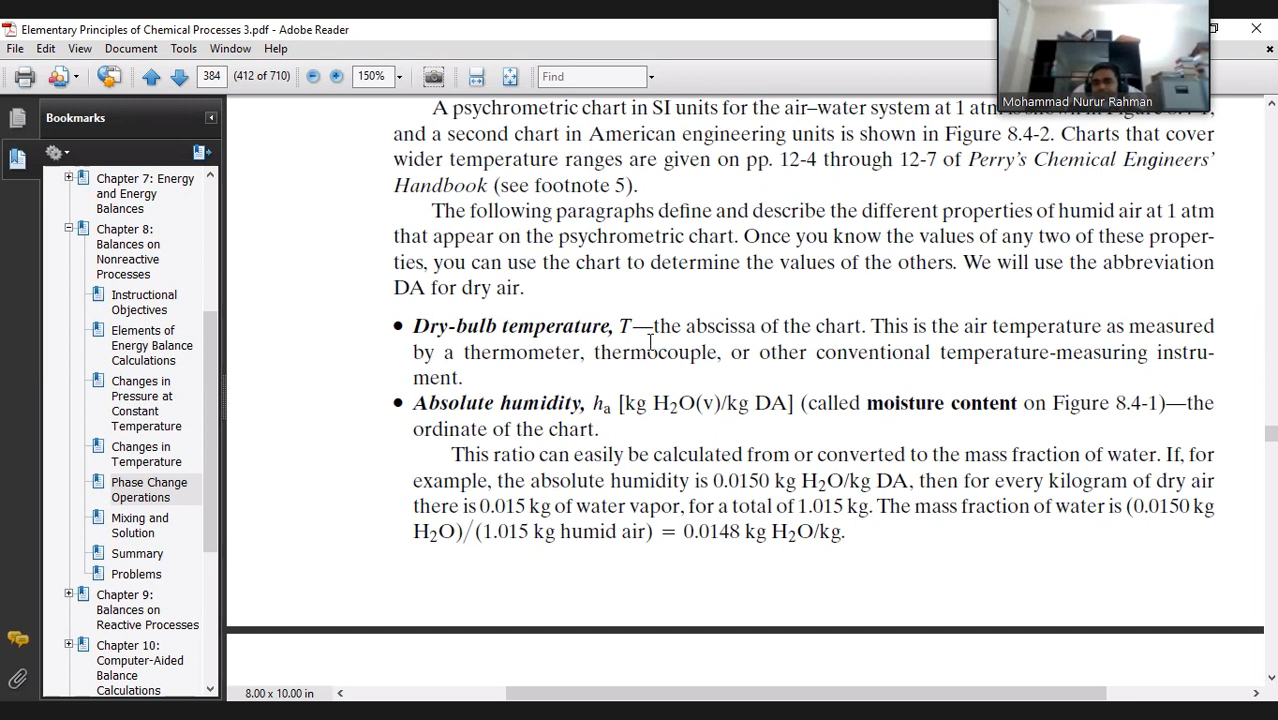 Elementary Principles of Chemical Processes 3.pdf - Adobe Reader
File Edit View Document Tools Window Help
384 (412 of 710) 150% Find
Mohammad Nurur Rahman
Bookmarks
Chapter 7: Energy
and Energy
Balances
Chapter 8:
Balances on
Nonreactive
Processes
Instructional
Objectives
Elements of
Energy Balance
Calculations
Changes in
Pressure at
Constant
Temperature
Changes in
Temperature
Phase Change
Operations
Mixing and
Solution
Summary
Problems
Chapter 9:
Balances on
Reactive Processes
Chapter 10:
Computer-Aided
Balance
Calculations
A psychrometric chart in SI units for the air–water system at 1 atm
and a second chart in American engineering units is shown in Figure 8.4-2. Charts that cover
wider temperature ranges are given on pp. 12-4 through 12-7 of Perry's Chemical Engineers'
Handbook (see footnote 5).
The following paragraphs define and describe the different properties of humid air at 1 atm
that appear on the psychrometric chart. Once you know the values of any two of these proper-
ties, you can use the chart to determine the values of the others. We will use the abbreviation
DA for dry air.
• Dry-bulb temperature, T—the abscissa of the chart. This is the air temperature as measured
by a thermometer, thermocouple, or other conventional temperature-measuring instru-
ment.
• Absolute humidity, hₐ [kg H₂O(v)/kg DA] (called moisture content on Figure 8.4-1)—the
ordinate of the chart.
This ratio can easily be calculated from or converted to the mass fraction of water. If, for
example, the absolute humidity is 0.0150 kg H₂O/kg DA, then for every kilogram of dry air
there is 0.015 kg of water vapor, for a total of 1.015 kg. The mass fraction of water is (0.0150 kg
H₂O)/(1.015 kg humid air) = 0.0148 kg H₂O/kg.
8.00 x 10.00 in